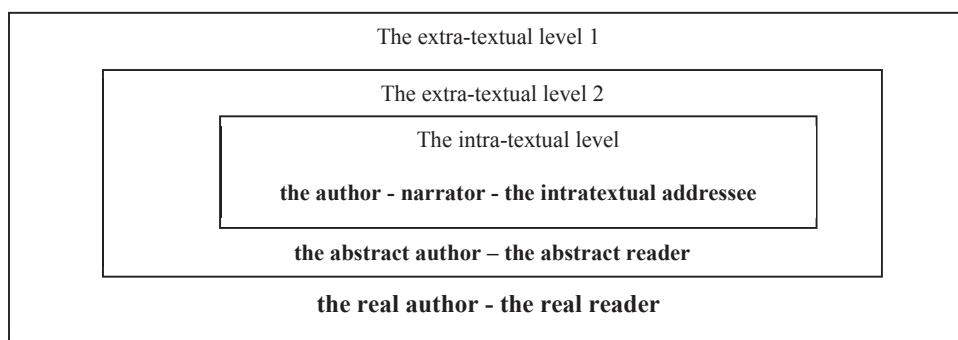 The extra-textual level 1
The extra-textual level 2
The intra-textual level
the author - narrator - the intratextual addressee
the abstract author – the abstract reader
the real author - the real reader